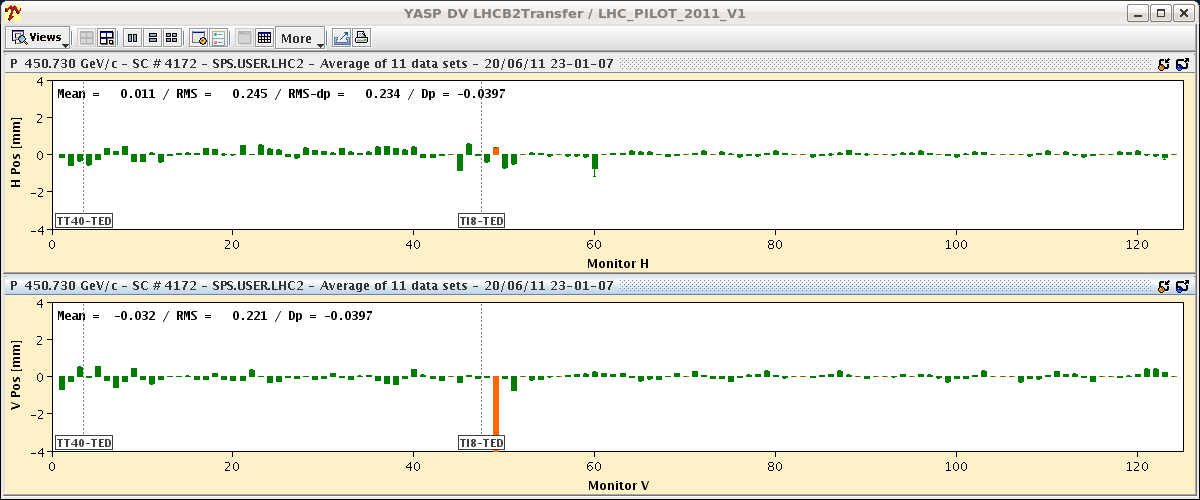 YASP DV LHCB2Transfer / LHC_PILOT_2011_V1
Views More
P 450.730 GeV/c - SC # 4172 - SPS.USER.LHC2 - Average of 11 data sets - 20/06/11 23-01-07
Mean = 0.011 / RMS = 0.245 / RMS-dp = 0.234 / Dp = -0.0397
4
2
0
-2
-4
H Pos [mm]
TT40-TED TI8-TED
0 20 40 60 80 100 120
Monitor H
P 450.730 GeV/c - SC # 4172 - SPS.USER.LHC2 - Average of 11 data sets - 20/06/11 23-01-07
Mean = -0.032 / RMS = 0.221 / Dp = -0.0397
4
2
0
-2
-4
V Pos [mm]
TT40-TED TI8-TED
0 20 40 60 80 100 120
Monitor V